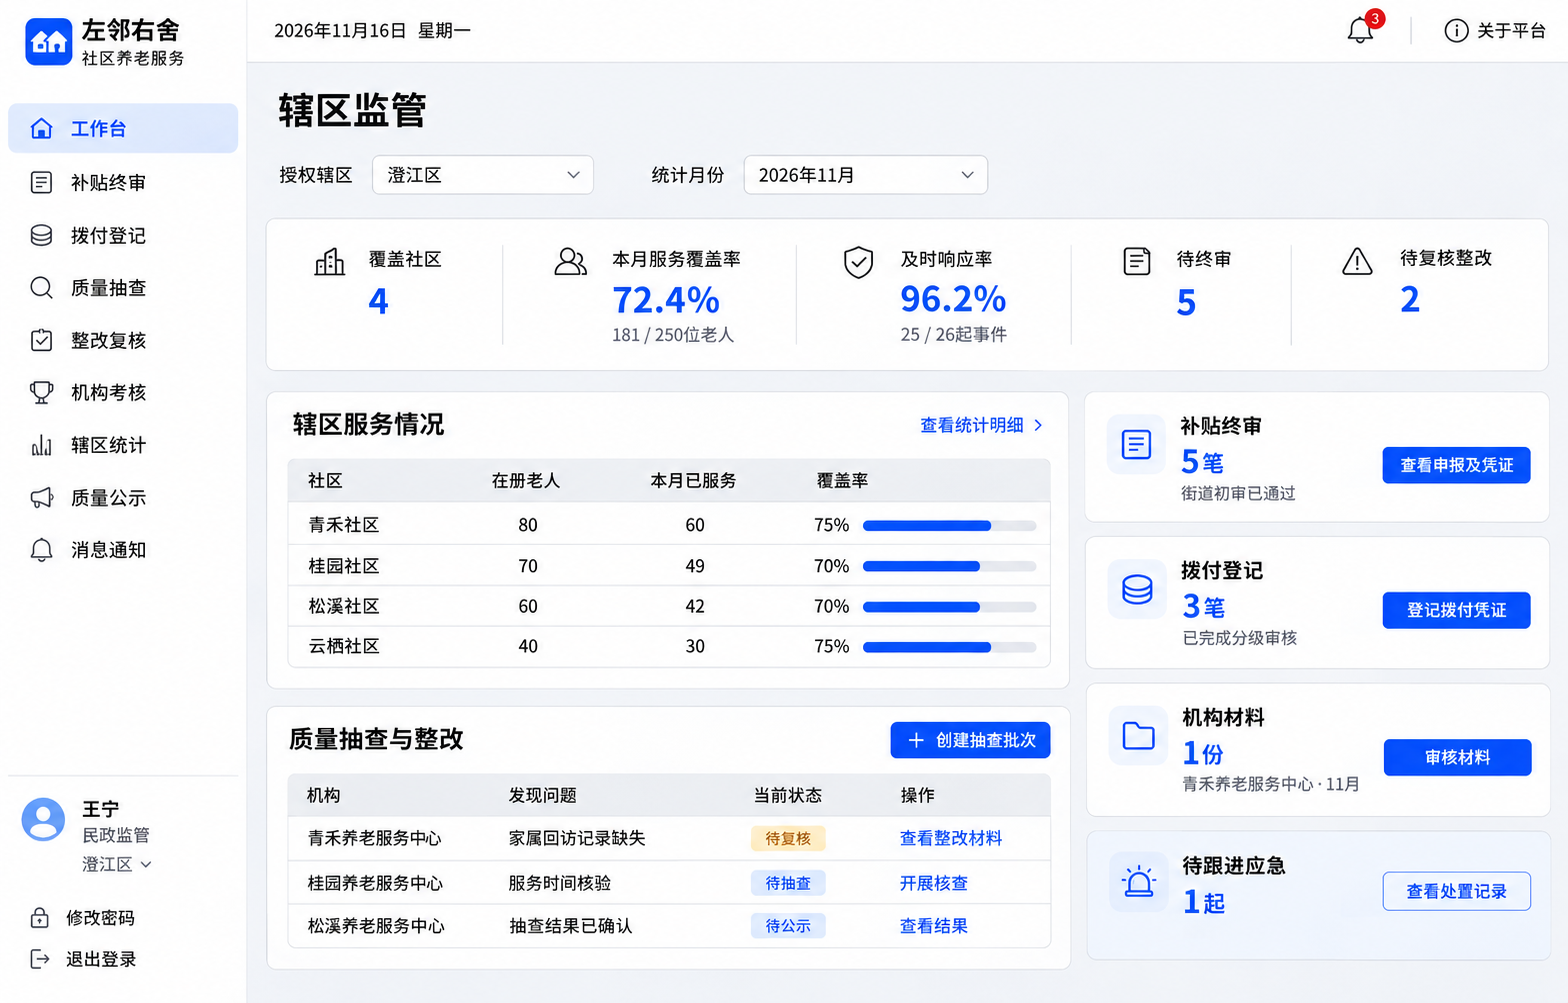 左邻右舍
社区养老服务
工作台
补贴终审
拨付登记
质量抽查
整改复核
机构考核
辖区统计
质量公示
消息通知
王宁
民政监管
澄江区
修改密码
退出登录
2026年11月16日 星期一
3
关于平台
辖区监管
授权辖区 澄江区 统计月份 2026年11月
覆盖社区
4
本月服务覆盖率
72.4%
181 / 250位老人
及时响应率
96.2%
25 / 26起事件
待终审
5
待复核整改
2
辖区服务情况 查看统计明细
社区 在册老人 本月已服务 覆盖率
青禾社区 80 60 75%
桂园社区 70 49 70%
松溪社区 60 42 70%
云栖社区 40 30 75%
质量抽查与整改 创建抽查批次
机构 发现问题 当前状态 操作
青禾养老服务中心 家属回访记录缺失 待复核 查看整改材料
桂园养老服务中心 服务时间核验 待抽查 开展核查
松溪养老服务中心 抽查结果已确认 待公示 查看结果
补贴终审
5笔
街道初审已通过
查看申报及凭证
拨付登记
3笔
已完成分级审核
登记拨付凭证
机构材料
1份
青禾养老服务中心 · 11月
审核材料
待跟进应急
1起
查看处置记录